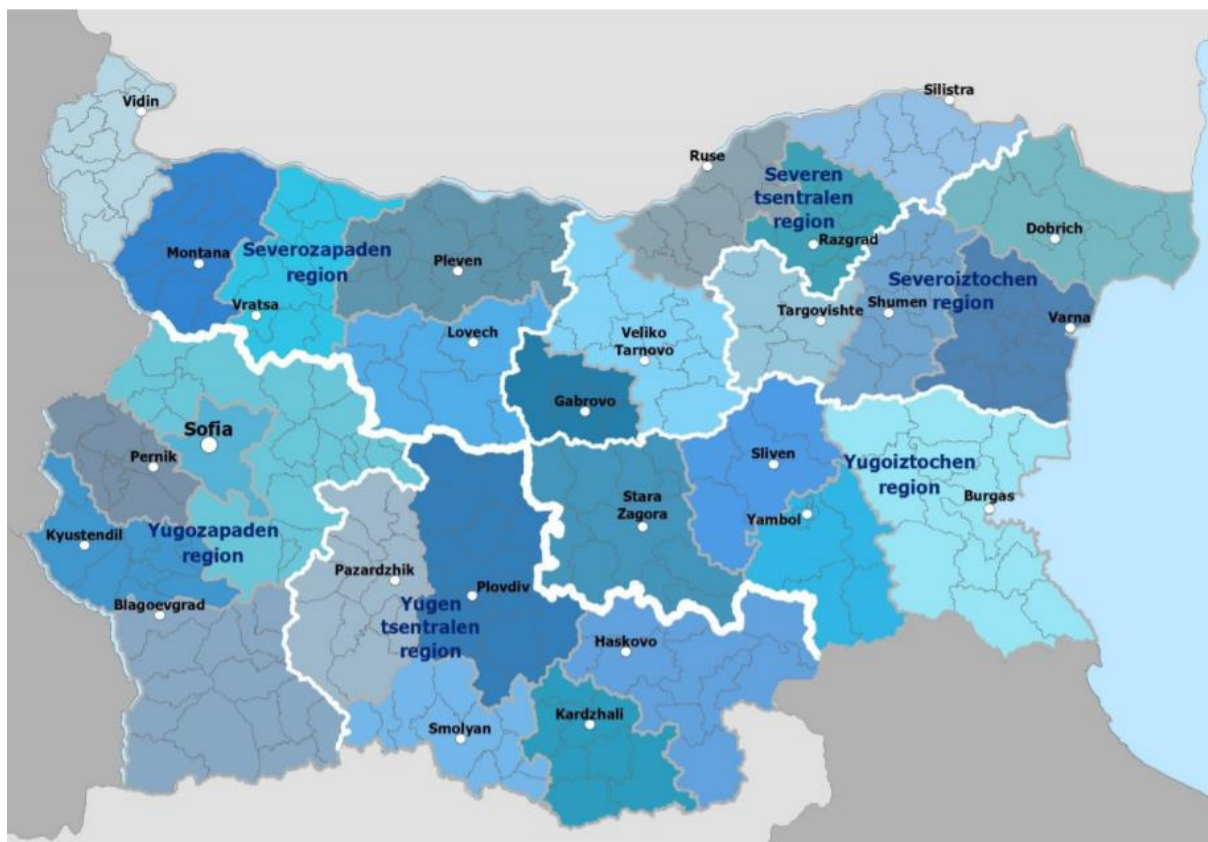 Vidin
Silistra
Ruse
Severen
tsentralen
region
Razgrad
Dobrich
Montana
Severozapaden
region
Pleven
Severoiztochen
region
Vratsa
Lovech
Veliko
Tarnovo
Targovishte
Shumen
Varna
Gabrovo
Sofia
Pernik
Sliven
Yugoiztochen
region
Burgas
Stara
Zagora
Yambol
Kyustendil
Yugozapaden
region
Pazardzhik
Plovdiv
Blagoevgrad
Yugen
tsentralen
region
Haskovo
Smolyan
Kardzhali